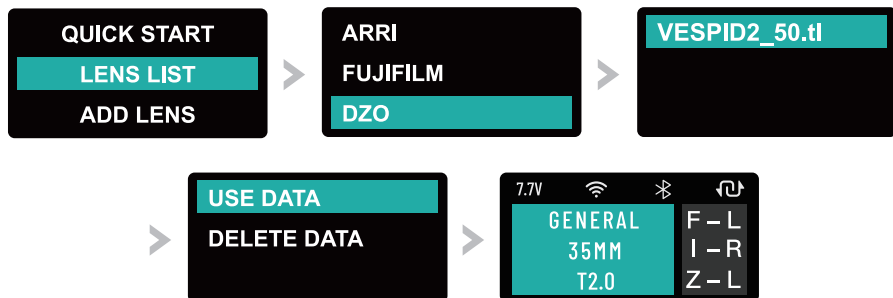 QUICK START
LENS LIST
ADD LENS
ARRI
FUJIFILM
DZO
VESPID2_50.tl
USE DATA
DELETE DATA
7.7V
GENERAL
35MM
T2.0
F – L
I – R
Z – L